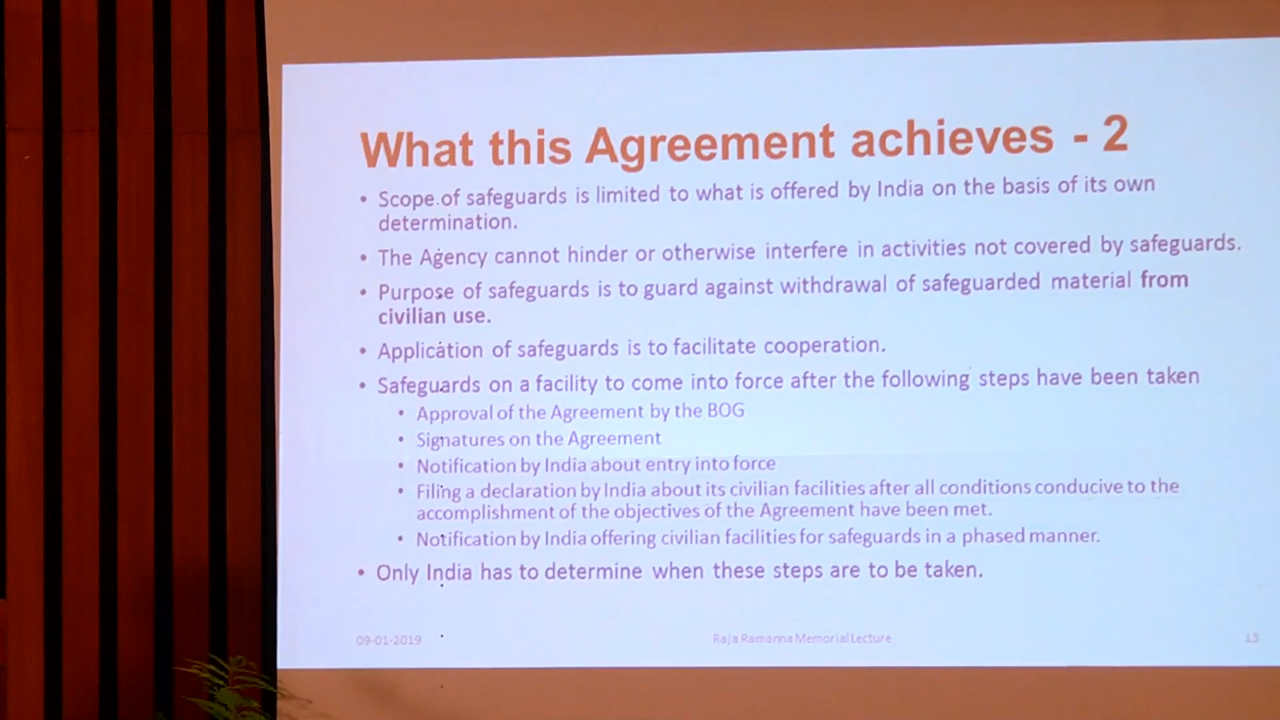 What this Agreement achieves - 2
• Scope of safeguards is limited to what is offered by India on the basis of its own
determination.
• The Agency cannot hinder or otherwise interfere in activities not covered by safeguards.
• Purpose of safeguards is to guard against withdrawal of safeguarded material from
civilian use.
• Application of safeguards is to facilitate cooperation.
• Safeguards on a facility to come into force after the following steps have been taken
• Approval of the Agreement by the BOG
• Signatures on the Agreement
• Notification by India about entry into force
• Filing a declaration by India about its civilian facilities after all conditions conducive to the
accomplishment of the objectives of the Agreement have been met.
• Notification by India offering civilian facilities for safeguards in a phased manner.
• Only India has to determine when these steps are to be taken.
09-01-2019 Raja Ramanna Memorial Lecture 13